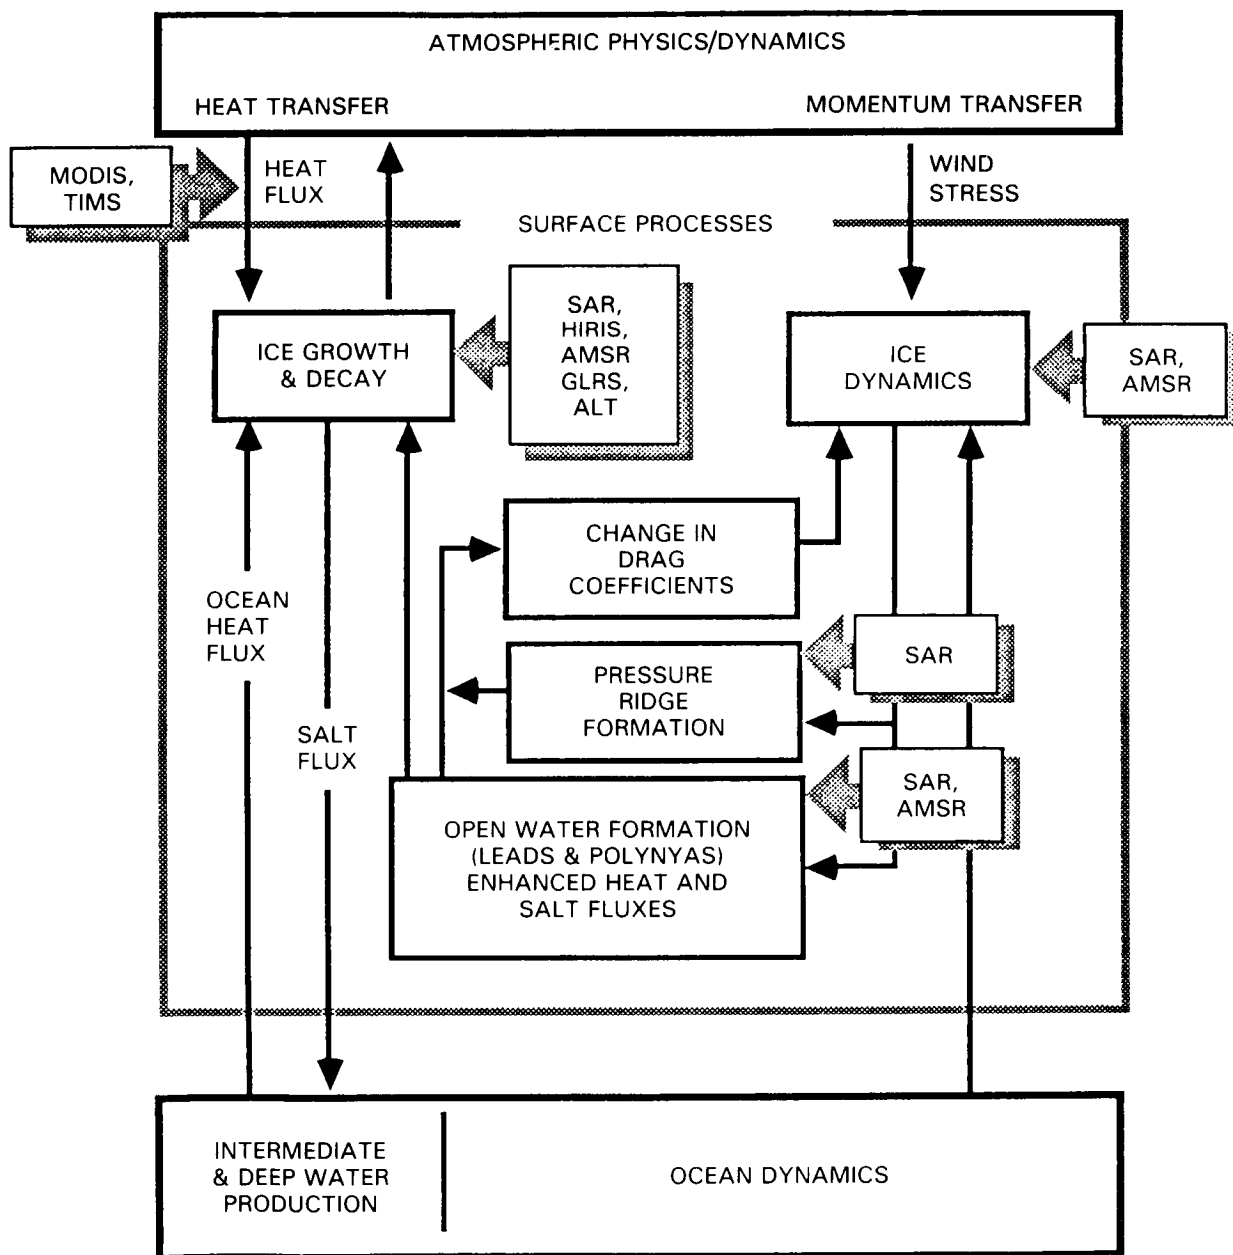 ATMOSPHERIC PHYSICS/DYNAMICS
HEAT TRANSFER
MOMENTUM TRANSFER
MODIS,
TIMS
HEAT
FLUX
WIND
STRESS
SURFACE PROCESSES
ICE GROWTH
& DECAY
SAR,
HIRIS,
AMSR
GLRS,
ALT
ICE
DYNAMICS
SAR,
AMSR
CHANGE IN
DRAG
COEFFICIENTS
OCEAN
HEAT
FLUX
PRESSURE
RIDGE
FORMATION
SAR
SALT
FLUX
OPEN WATER FORMATION
(LEADS & POLYNYAS)
ENHANCED HEAT AND
SALT FLUXES
SAR,
AMSR
INTERMEDIATE
& DEEP WATER
PRODUCTION
OCEAN DYNAMICS